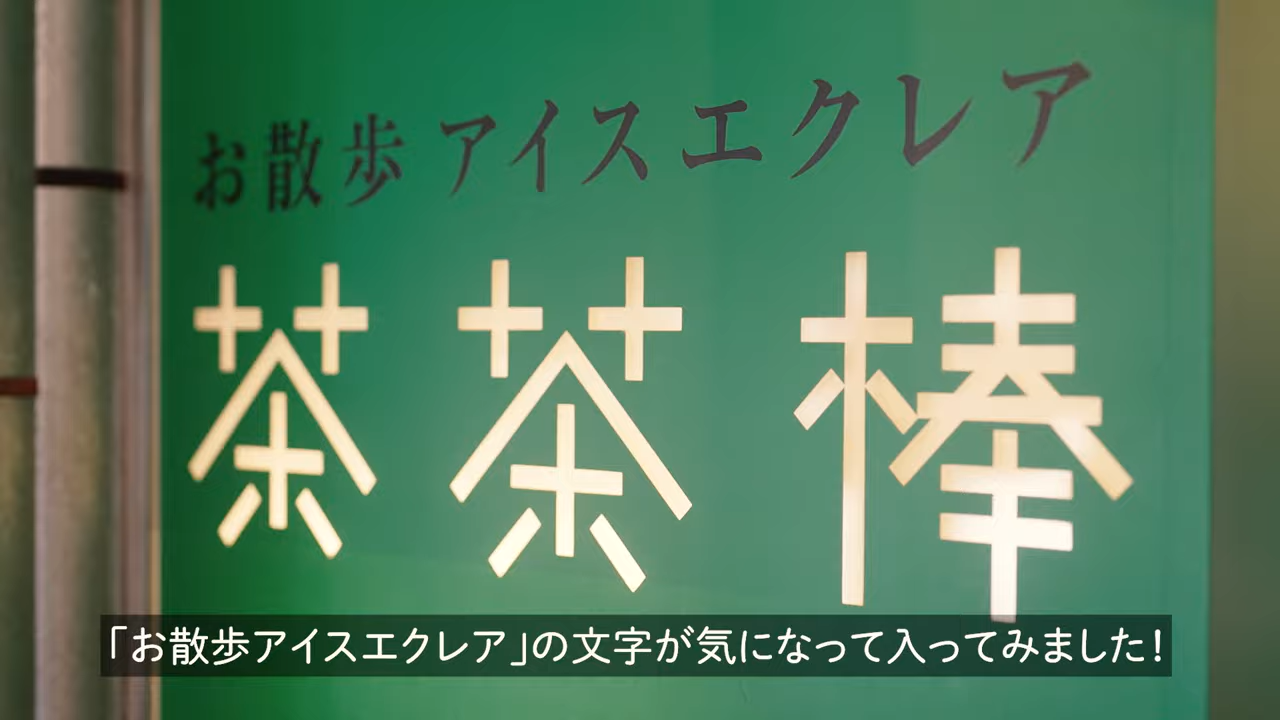 お散歩 アイスエクレア
茶茶棒
「お散歩アイスエクレア」の文字が気になって入ってみました!